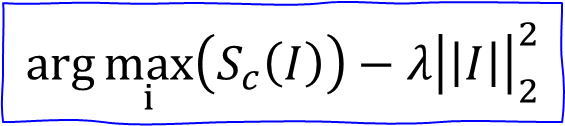 arg max_i (S_c(I)) − λ||I||_2^2